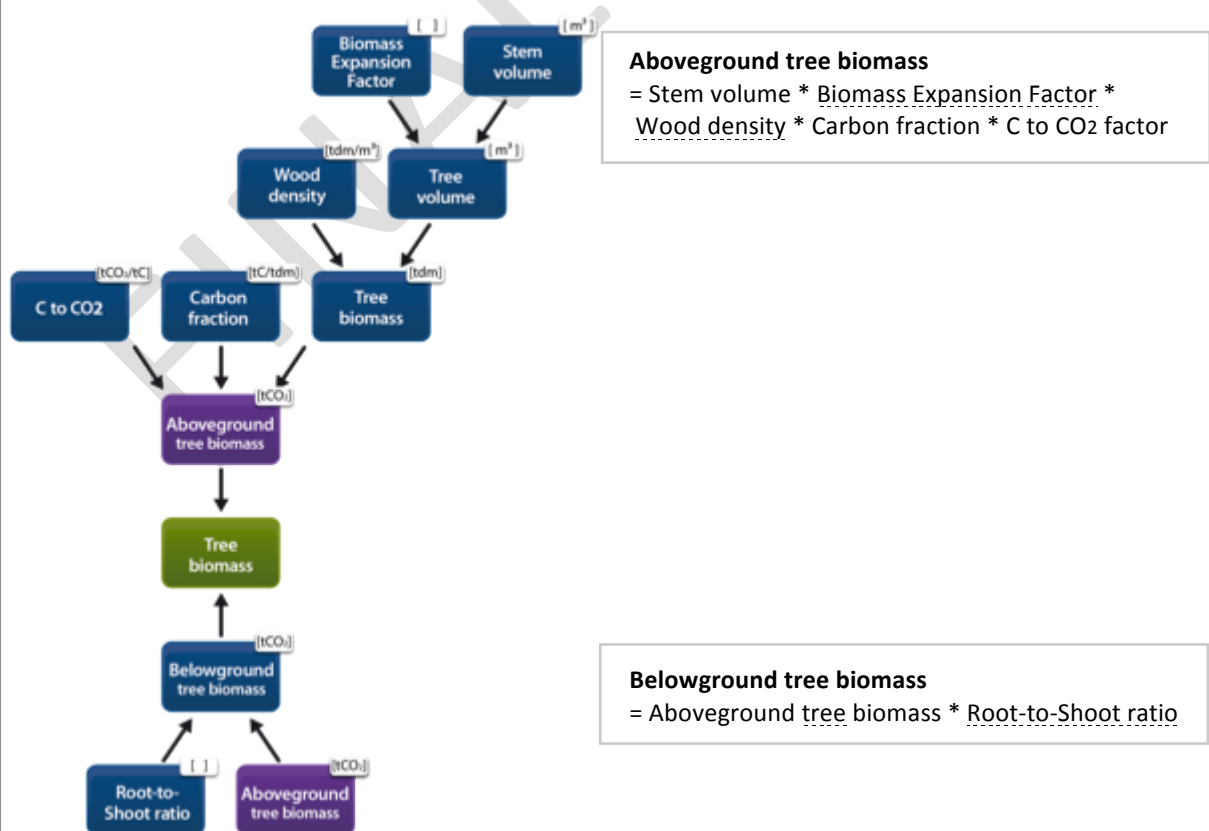 [ ]
Biomass
Expansion
Factor
[m³]
Stem
volume
Aboveground tree biomass
= Stem volume * Biomass Expansion Factor *
Wood density * Carbon fraction * C to CO2 factor
[tdm/m³]
Wood
density
[m³]
Tree
volume
[tCO₂/tC]
C to CO2
[tC/tdm]
Carbon
fraction
[tdm]
Tree
biomass
[tCO₂]
Aboveground
tree biomass
Tree
biomass
[tCO₂]
Belowground
tree biomass
Belowground tree biomass
= Aboveground tree biomass * Root-to-Shoot ratio
[ ]
Root-to-
Shoot ratio
[tCO₂]
Aboveground
tree biomass